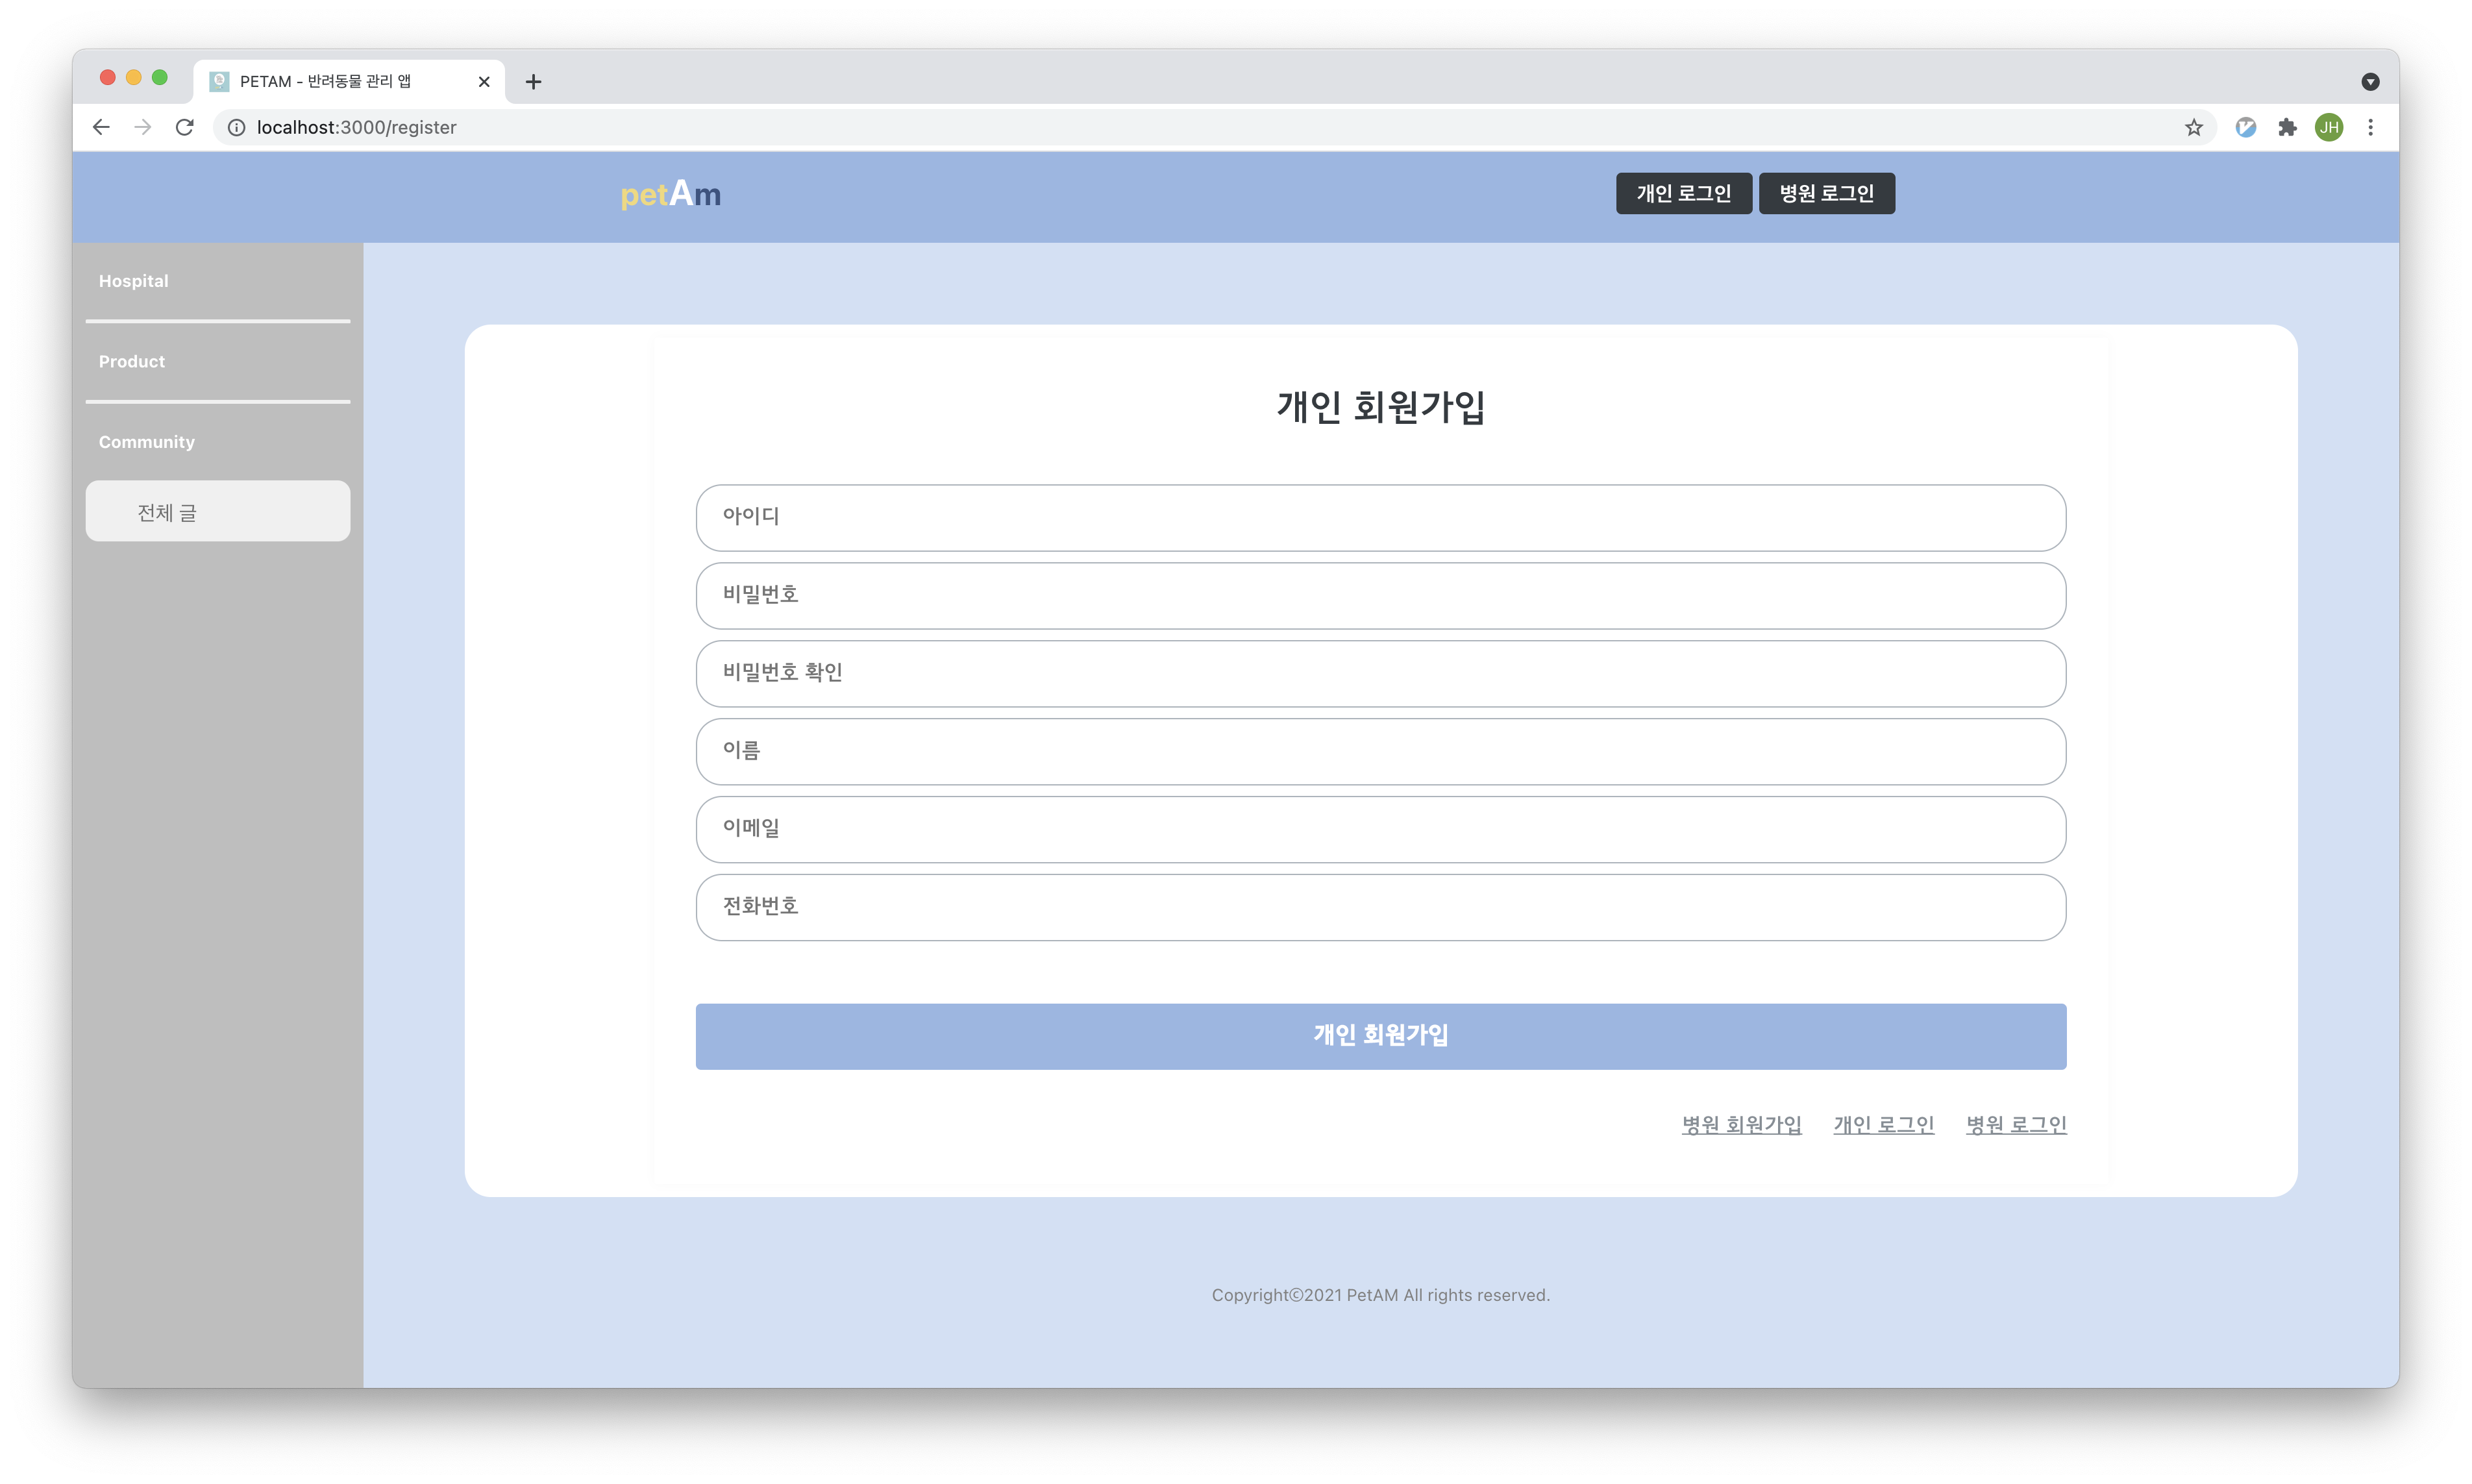 PETAM - 반려동물 관리 앱
localhost:3000/register
JH
petAm
개인 로그인 병원 로그인
Hospital
Product
Community
전체 글
개인 회원가입
아이디
비밀번호
비밀번호 확인
이름
이메일
전화번호
개인 회원가입
병원 회원가입 개인 로그인 병원 로그인
Copyright©2021 PetAM All rights reserved.